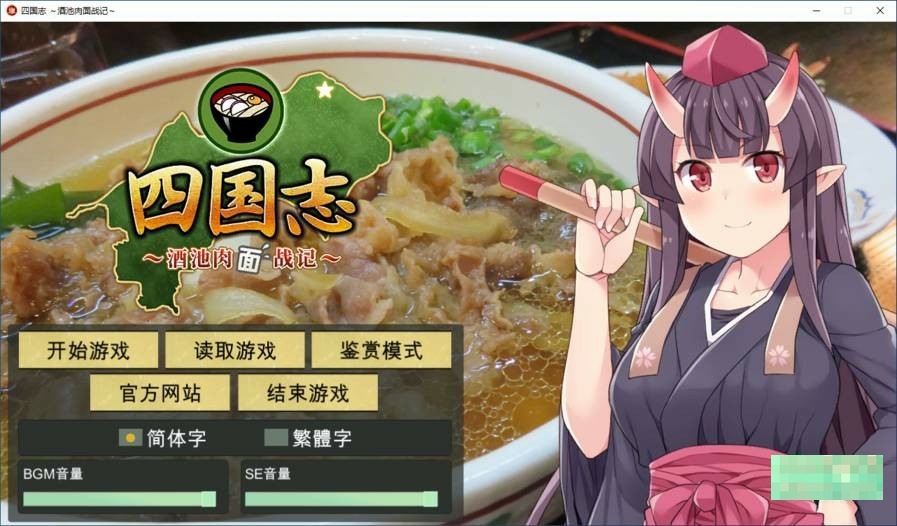 四国志 ～酒池肉面战记～
四国志
～酒池肉面战记～
开始游戏 读取游戏 鉴赏模式
官方网站 结束游戏
简体字 繁體字
BGM音量 SE音量